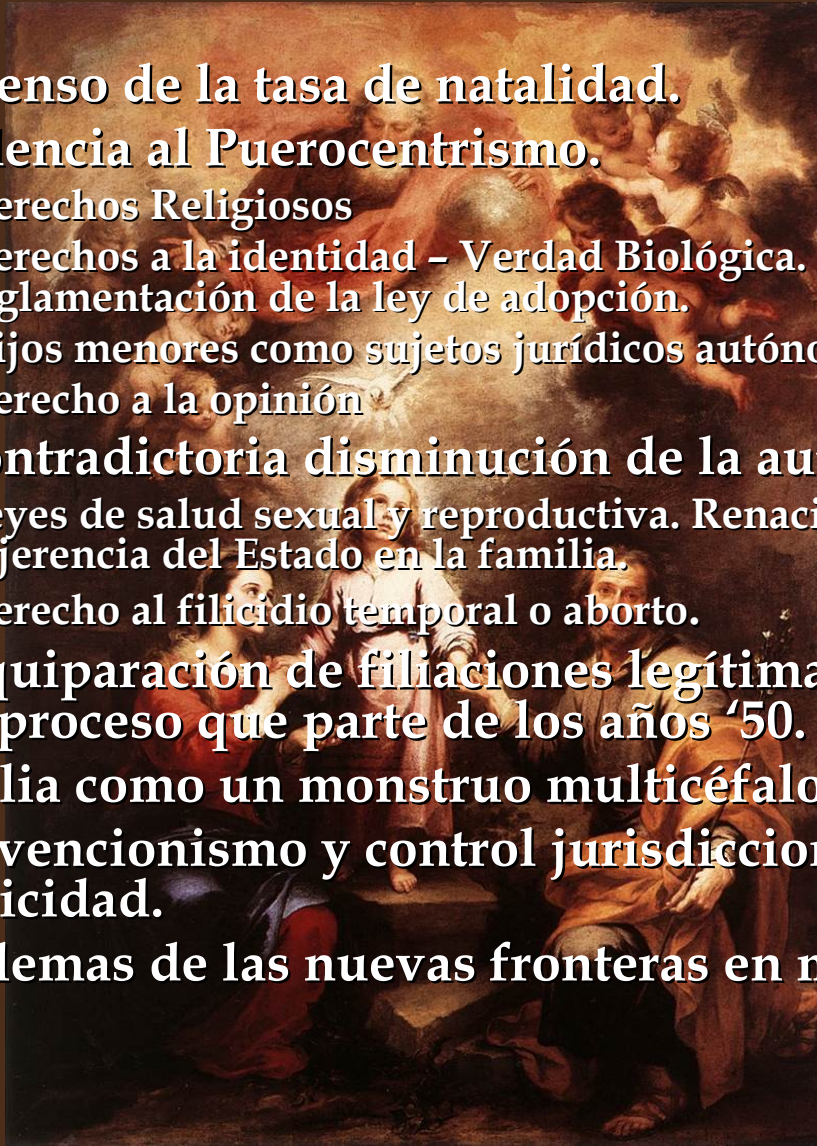 enso de la tasa de natalidad.
dencia al Puerocentrismo.
erechos Religiosos
erechos a la identidad – Verdad Biológica.
glamentación de la ley de adopción.
ijos menores como sujetos jurídicos autóno
erecho a la opinión
ontradictoria disminución de la au
eyes de salud sexual y reproductiva. Renaci
jerencia del Estado en la familia.
erecho al filicidio temporal o aborto.
quiparación de filiaciones legítima
proceso que parte de los años ‘50.
lia como un monstruo multicéfalo
vencionismo y control jurisdiccion
icidad.
lemas de las nuevas fronteras en m